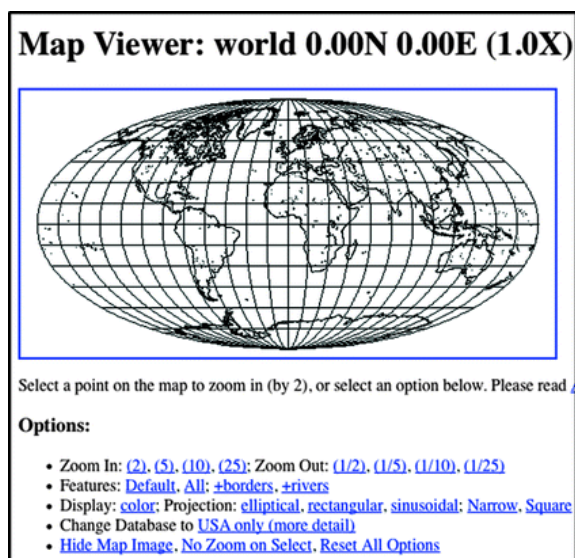 Map Viewer: world 0.00N 0.00E (1.0X)
Select a point on the map to zoom in (by 2), or select an option below. Please read
Options:
• Zoom In: (2), (5), (10), (25); Zoom Out: (1/2), (1/5), (1/10), (1/25)
• Features: Default, All; +borders, +rivers
• Display: color; Projection: elliptical, rectangular, sinusoidal; Narrow, Square
• Change Database to USA only (more detail)
• Hide Map Image, No Zoom on Select, Reset All Options